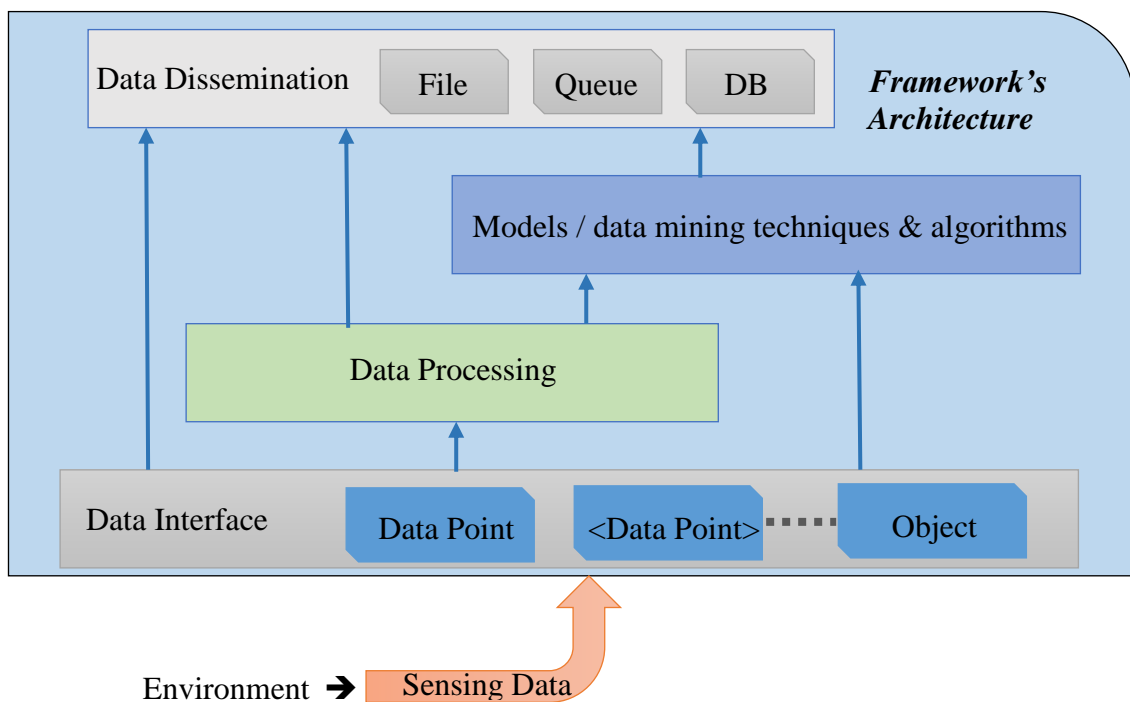 Data Dissemination
File
Queue
DB
Framework's
Architecture
Models / data mining techniques & algorithms
Data Processing
Data Interface
Data Point
<Data Point>
Object
Environment ➔
Sensing Data